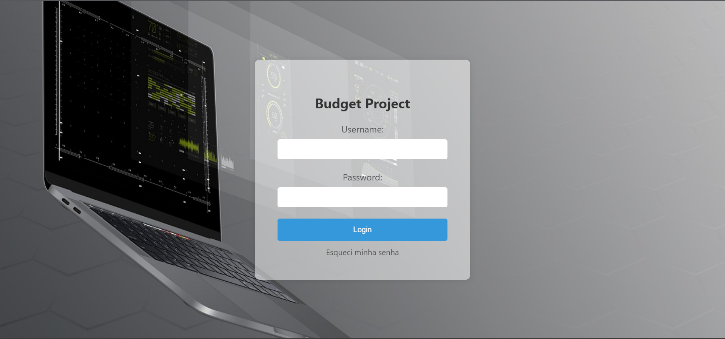 Budget Project
Username:
Password:
Login
Esqueci minha senha